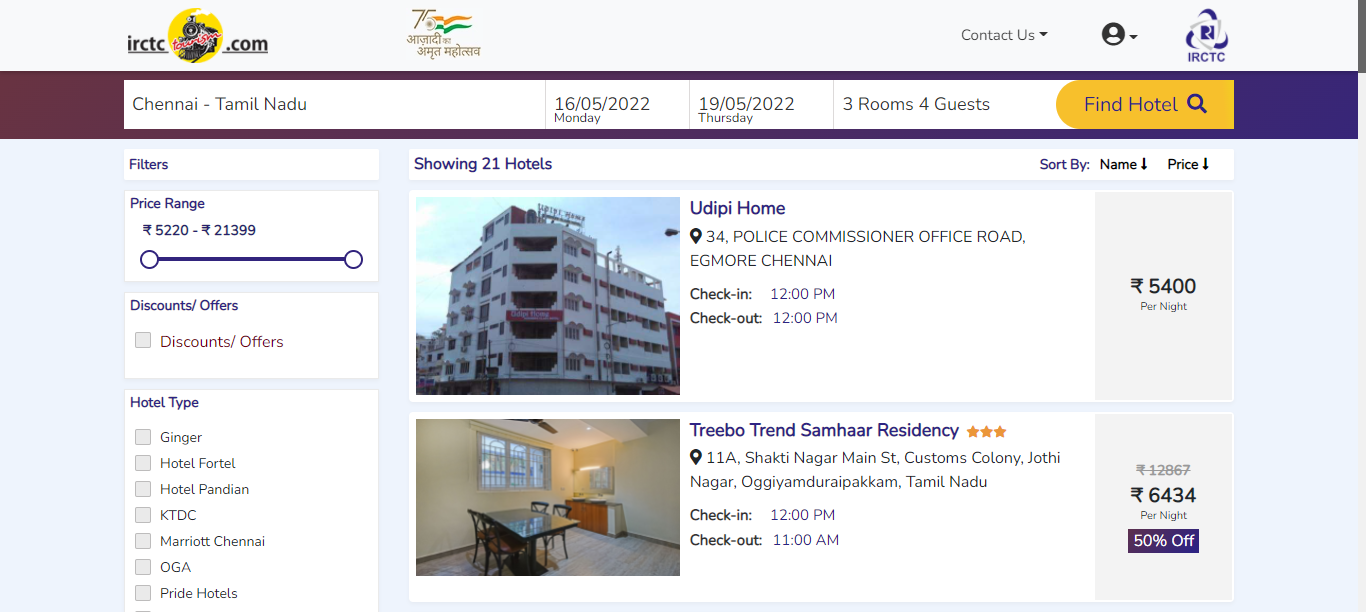 irctc tourism .com
75
आज़ादी का
अमृत महोत्सव
Contact Us
IRCTC
Chennai - Tamil Nadu
16/05/2022
Monday
19/05/2022
Thursday
3 Rooms 4 Guests
Find Hotel
Filters
Showing 21 Hotels
Sort By: Name Price
Price Range
₹ 5220 - ₹ 21399
Discounts/ Offers
Discounts/ Offers
Hotel Type
Ginger
Hotel Fortel
Hotel Pandian
KTDC
Marriott Chennai
OGA
Pride Hotels
UDIPI HOME
Udipi Home
Udipi Home
34, POLICE COMMISSIONER OFFICE ROAD,
EGMORE CHENNAI
Check-in: 12:00 PM
Check-out: 12:00 PM
₹ 5400
Per Night
Treebo Trend Samhaar Residency
11A, Shakti Nagar Main St, Customs Colony, Jothi
Nagar, Oggiyamduraipakkam, Tamil Nadu
Check-in: 12:00 PM
Check-out: 11:00 AM
₹ 12867
₹ 6434
Per Night
50% Off